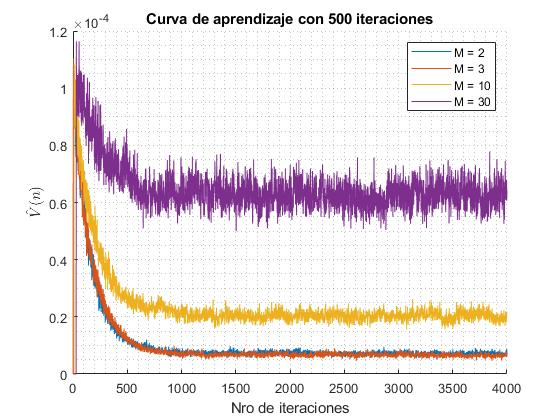 Curva de aprendizaje con 500 iteraciones
×10⁻⁴
1.2
1
0.8
0.6
0.4
0.2
0
V̂(n)
M = 2
M = 3
M = 10
M = 30
0 500 1000 1500 2000 2500 3000 3500 4000
Nro de iteraciones